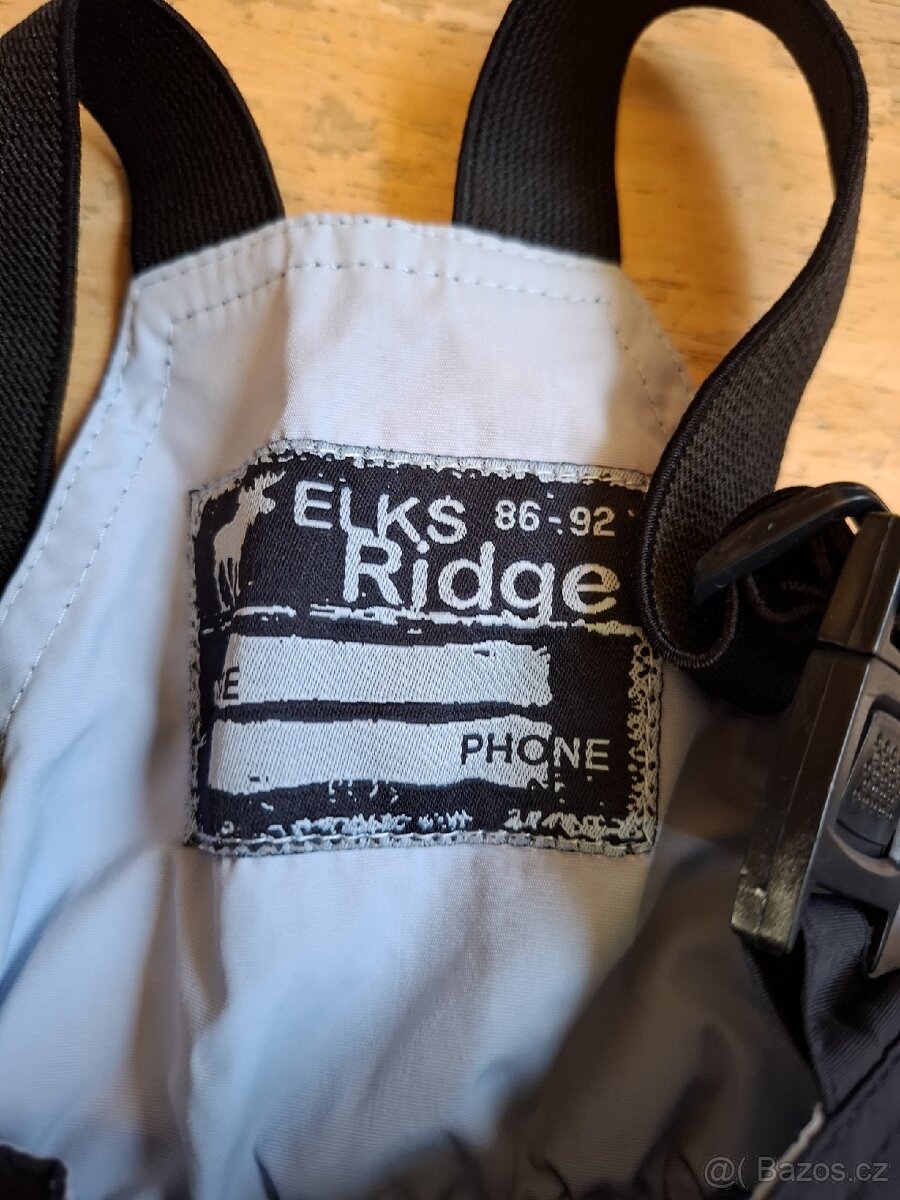 ELKS 86-92
Ridge
PHONE
@( Bazos.cz